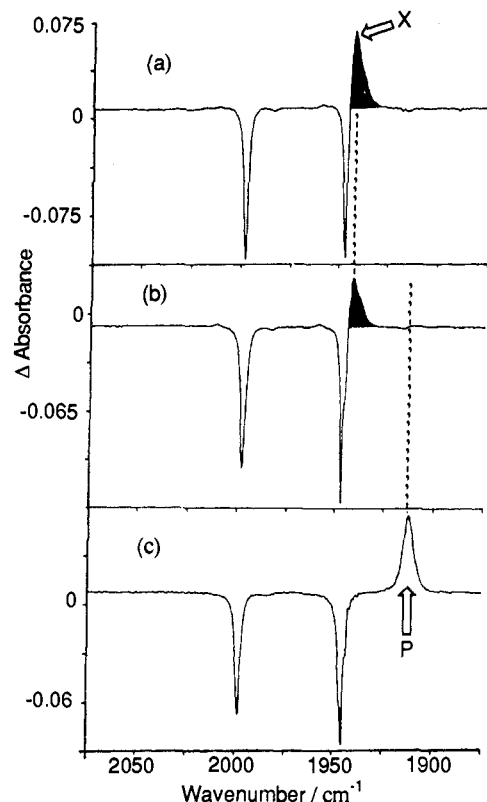 0.075
X
(a)
0
-0.075
Δ Absorbance
(b)
0
-0.065
(c)
0
P
-0.06
2050 2000 1950 1900
Wavenumber / cm-1